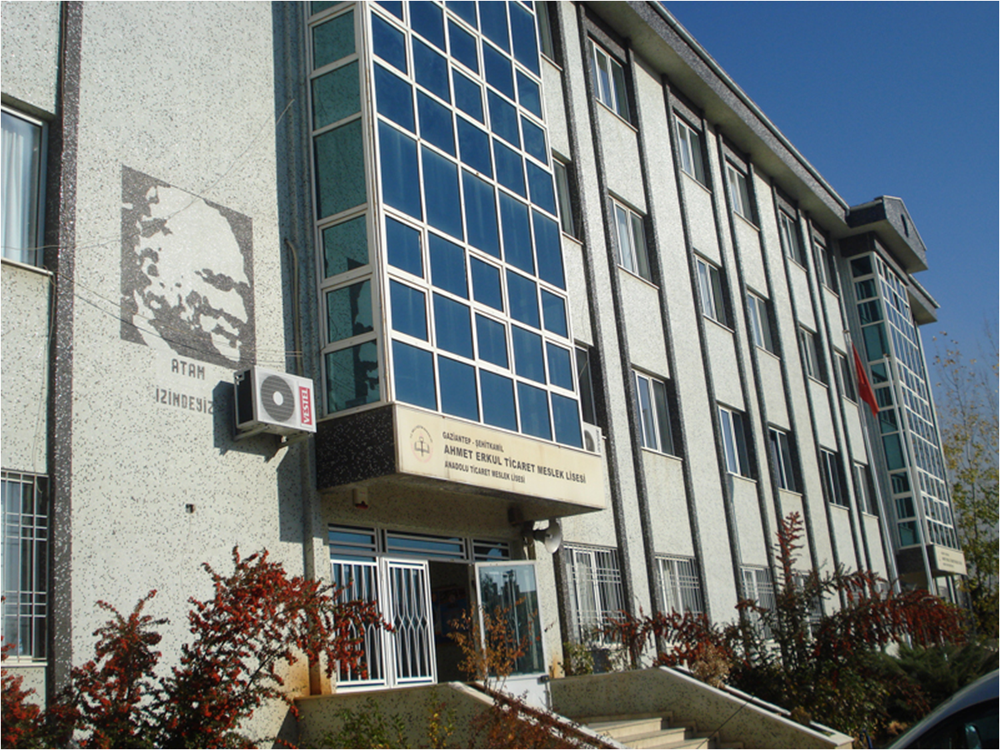 ATAM
IZINDEYIZ
VESTEL
GAZİANTEP - ŞEHİTKAMİL
AHMET ERKUL TİCARET MESLEK LİSESİ
ANADOLU TİCARET MESLEK LİSESİ